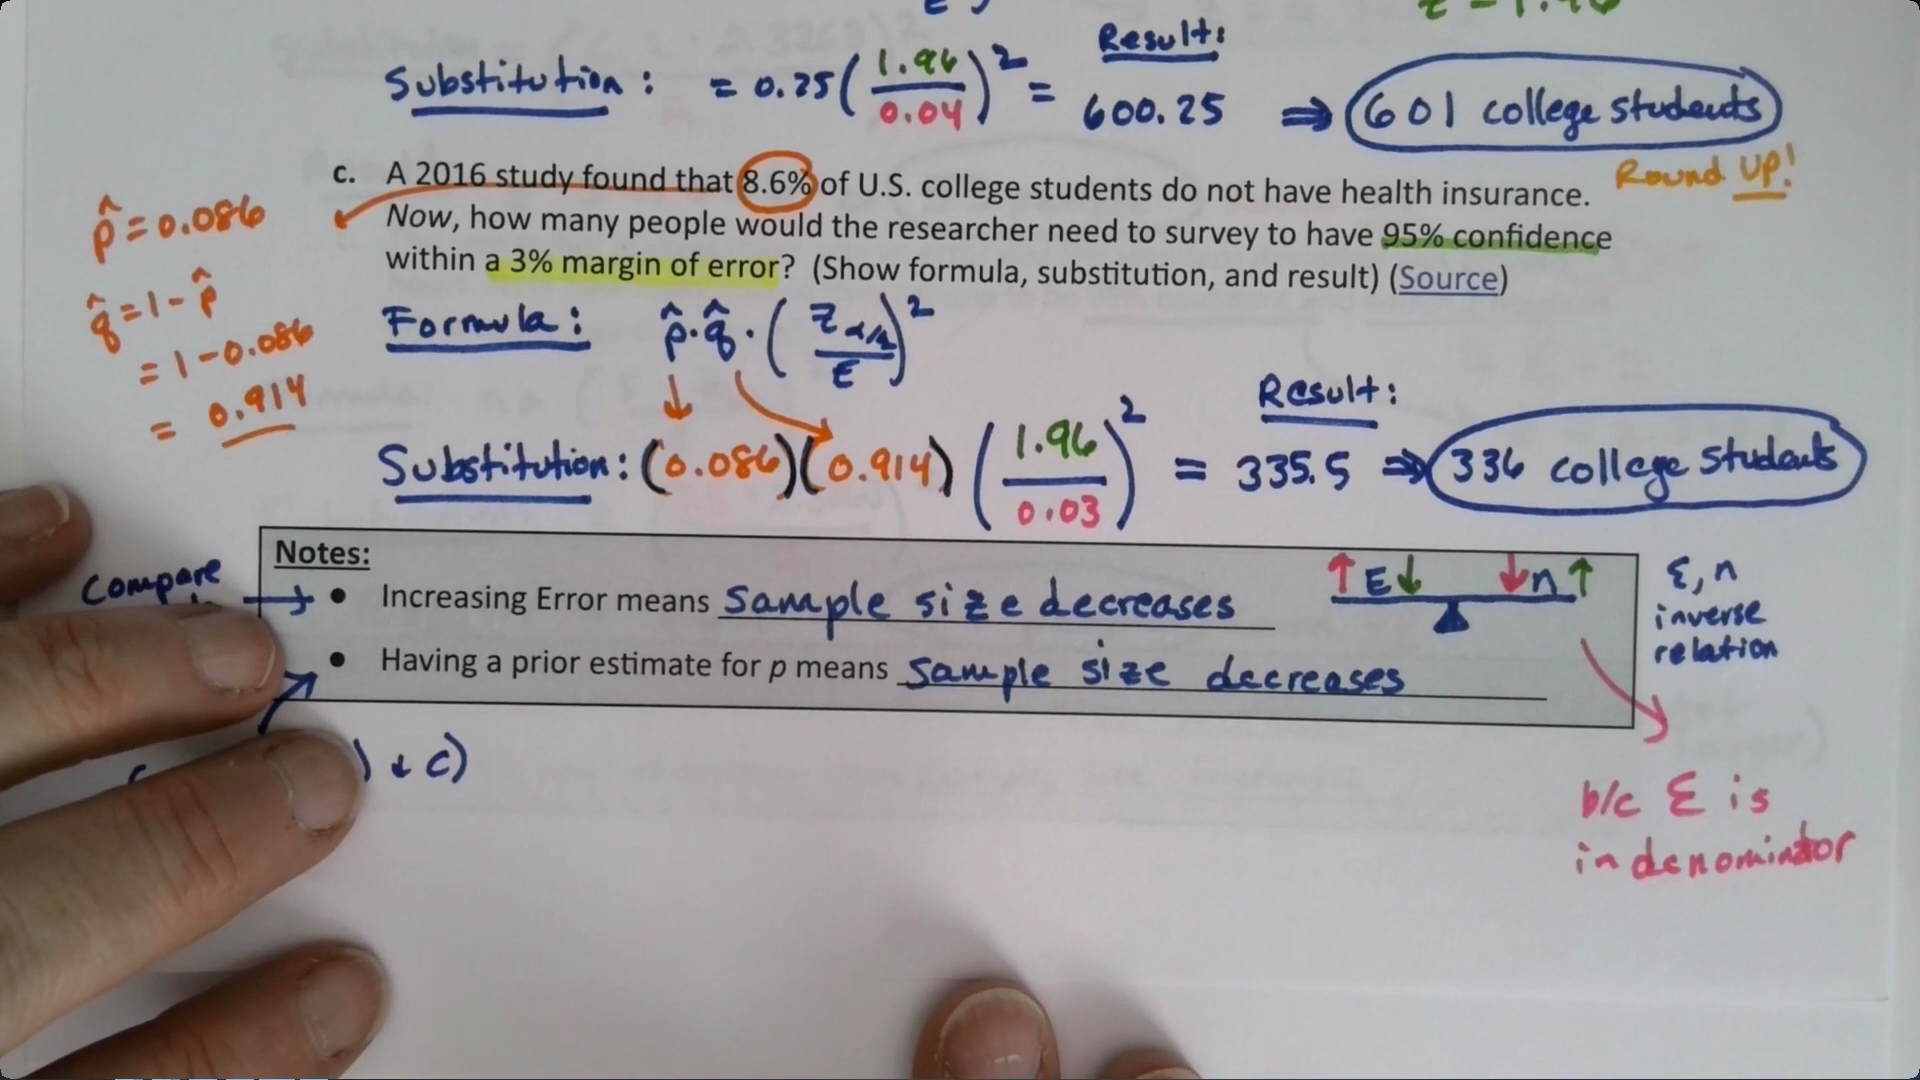 Result:
Substitution: = 0.25(1.96/0.04)² = 600.25 ⇒ 601 college students
Round UP!
c. A 2016 study found that 8.6% of U.S. college students do not have health insurance.
Now, how many people would the researcher need to survey to have 95% confidence
within a 3% margin of error? (Show formula, substitution, and result) (Source)
p̂ = 0.086
q̂ = 1 - p̂
= 1 - 0.086
= 0.914
Formula: p̂·q̂·(Zα/2/E)²
Result:
Substitution: (0.086)(0.914)(1.96/0.03)² = 335.5 ⇒ 336 college students
Notes:
Compare
• Increasing Error means sample size decreases
↑E↓ ↓n↑
E, n
inverse
relation
• Having a prior estimate for p means sample size decreases
) + c)
b/c E is
in denominator